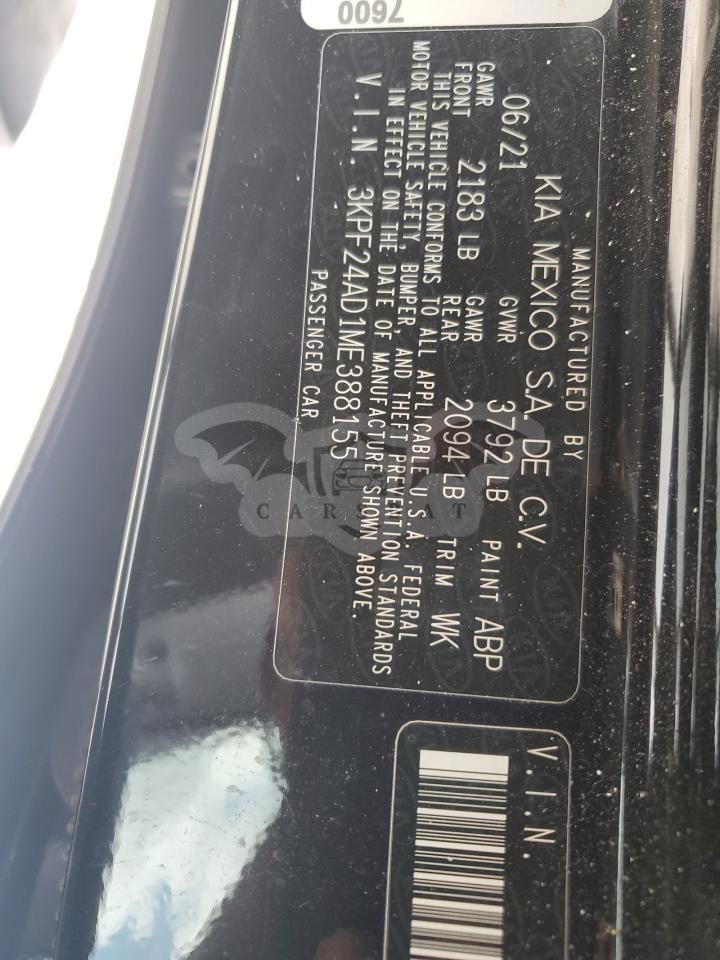 7600
MANUFACTURED BY
KIA MEXICO S.A. DE C.V.
06/21 GVWR 3792 LB PAINT ABP
GAWR FRONT 2183 LB GAWR REAR 2094 LB TRIM WK
THIS VEHICLE CONFORMS TO ALL APPLICABLE U.S.A. FEDERAL
MOTOR VEHICLE SAFETY, BUMPER, AND THEFT PREVENTION STANDARDS
IN EFFECT ON THE DATE OF MANUFACTURE SHOWN ABOVE.
V.I.N. 3KPF24AD1ME388155
PASSENGER CAR
V.I.N.